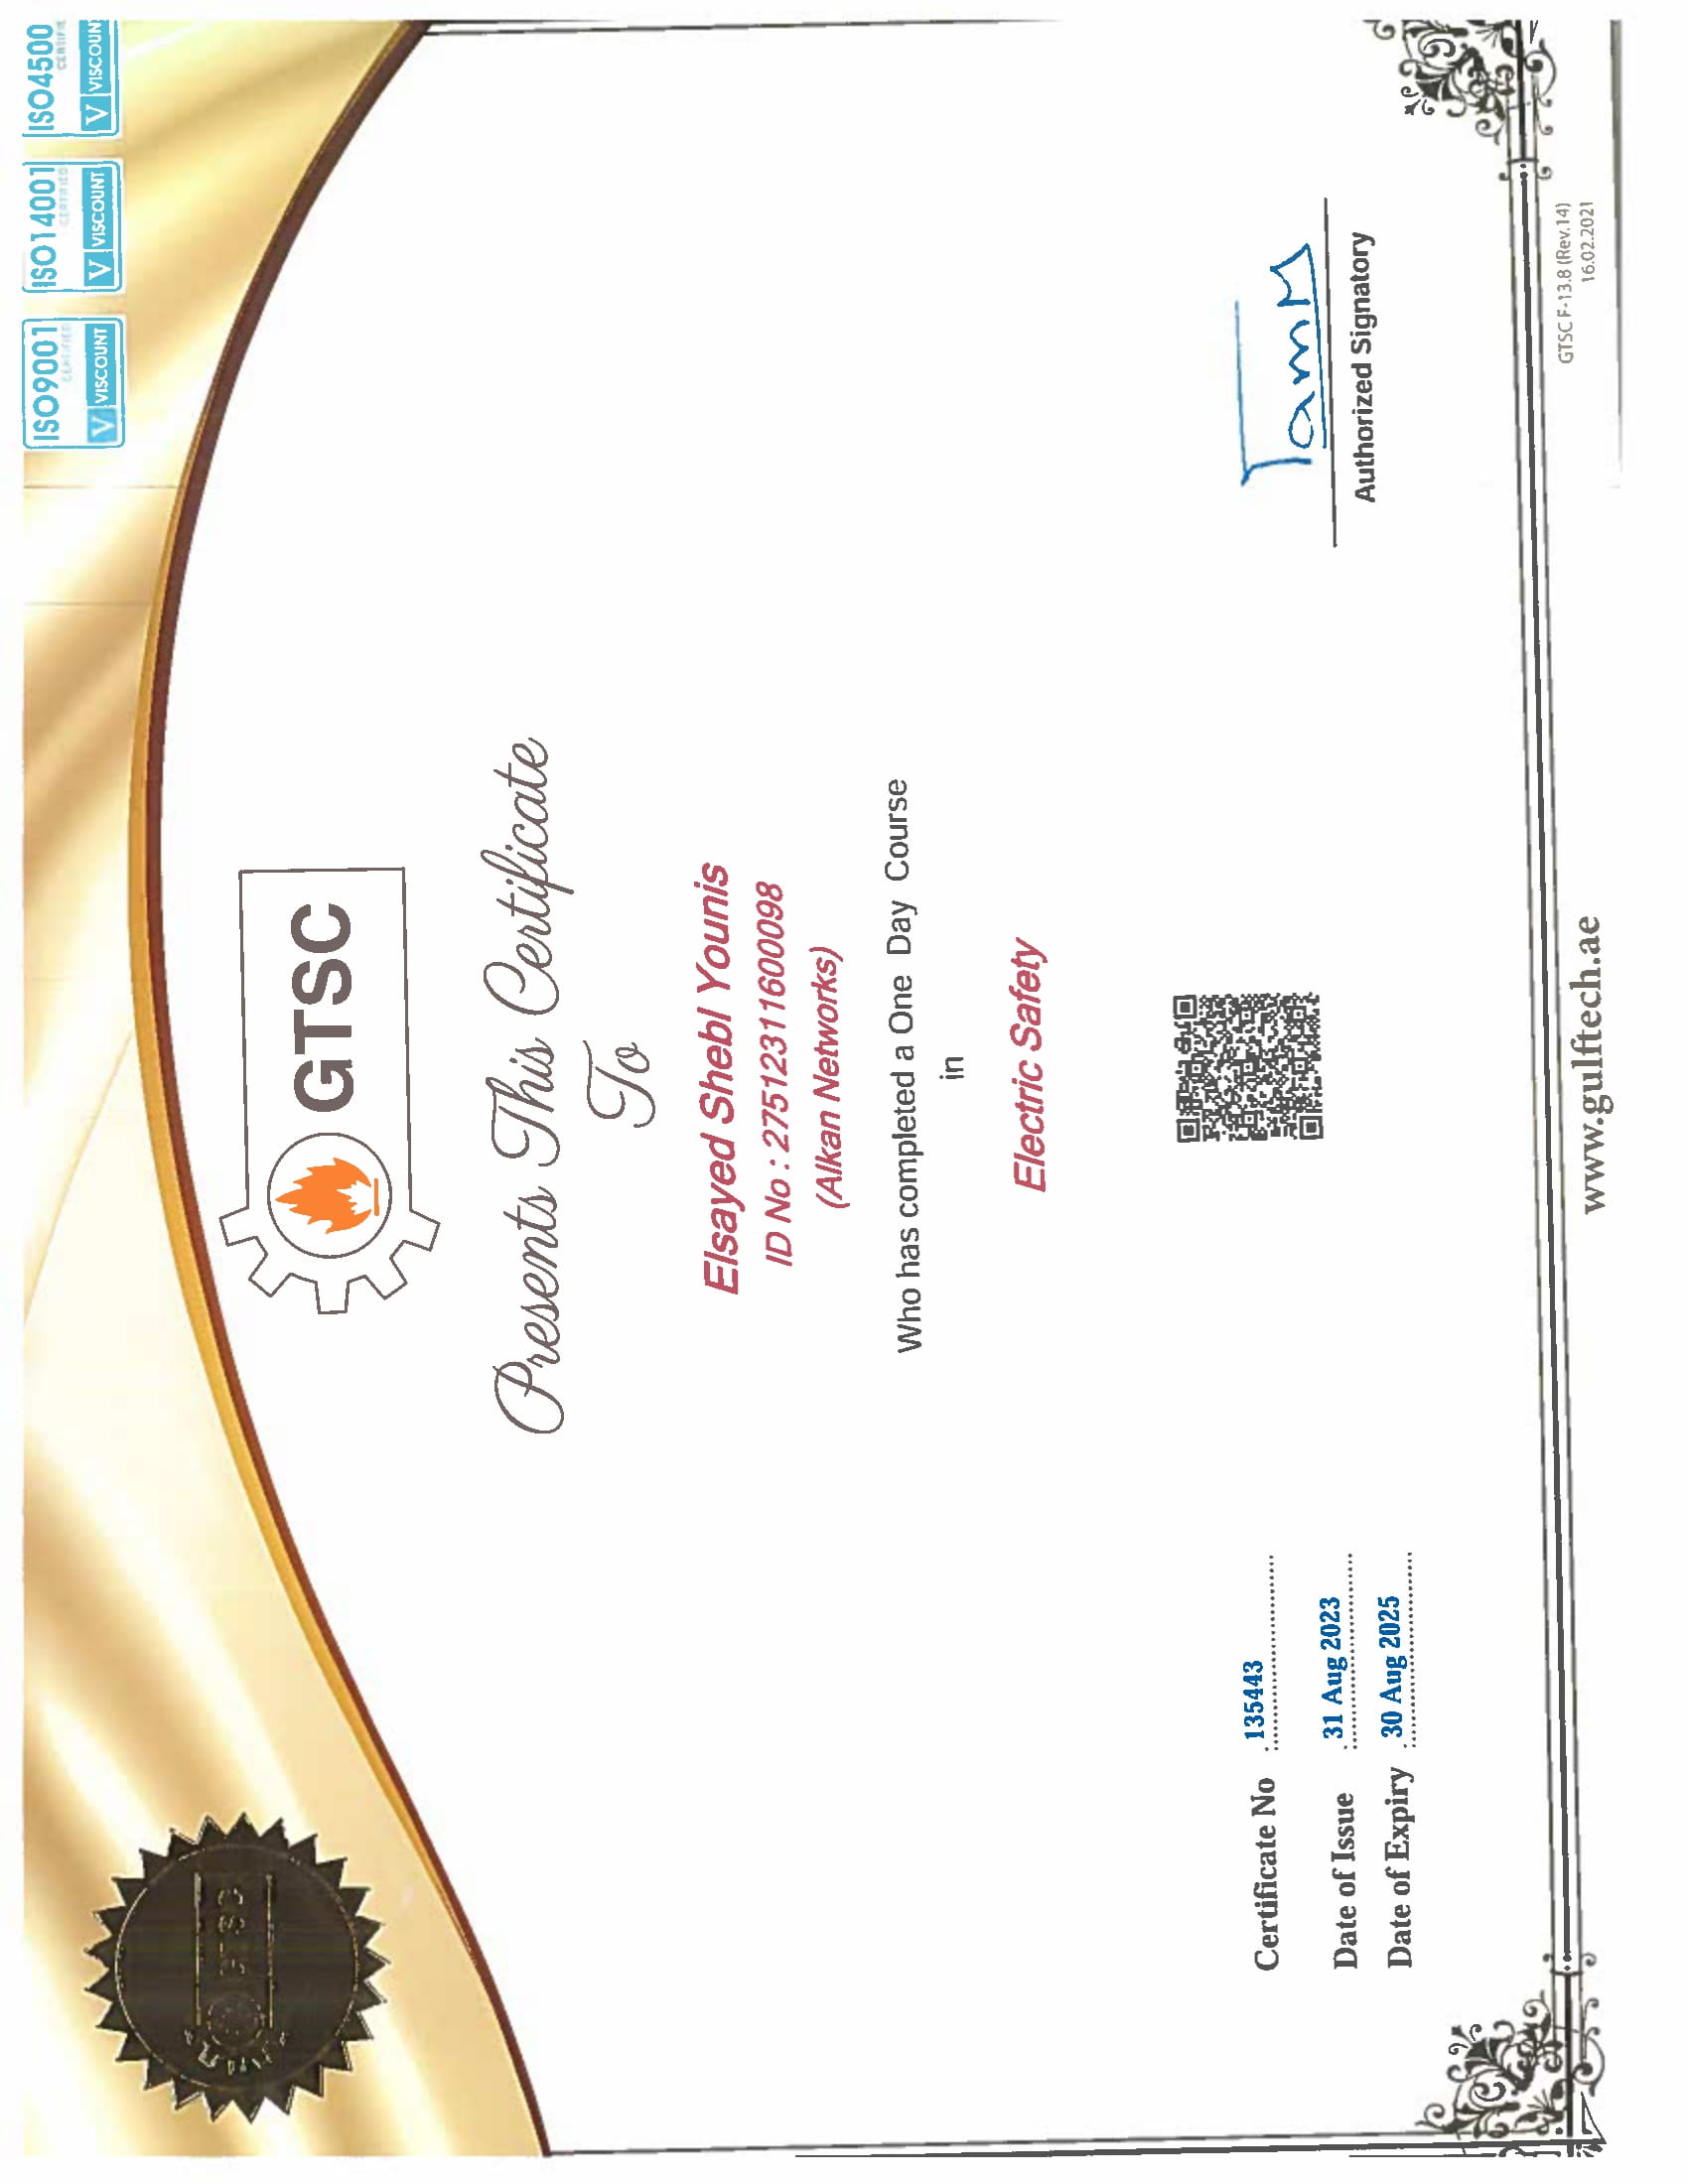 ISO9001 ISO14001 ISO4500
CERTIFIED CERTIFIED CERTIFIE
V VISCOUNT V VISCOUNT V VISCOUN
GTSC
GTSC
Presents This Certificate
To
Elsayed Shebl Younis
ID No : 27512311600098
(Alkan Networks)
Who has completed a One Day Course
in
Electric Safety
Certificate No : 135443
Date of Issue : 31 Aug 2023
Date of Expiry : 30 Aug 2025
TamM
Authorized Signatory
www.gulftech.ae
GTSC F-13.8 (Rev.14)
16.02.2021